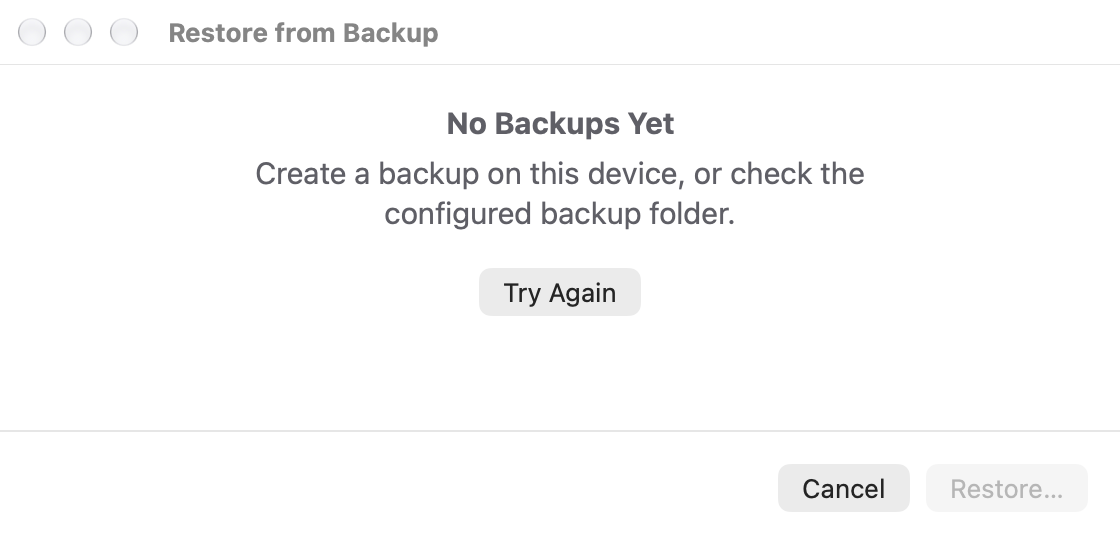 Restore from Backup
No Backups Yet
Create a backup on this device, or check the
configured backup folder.
Try Again
Cancel
Restore...